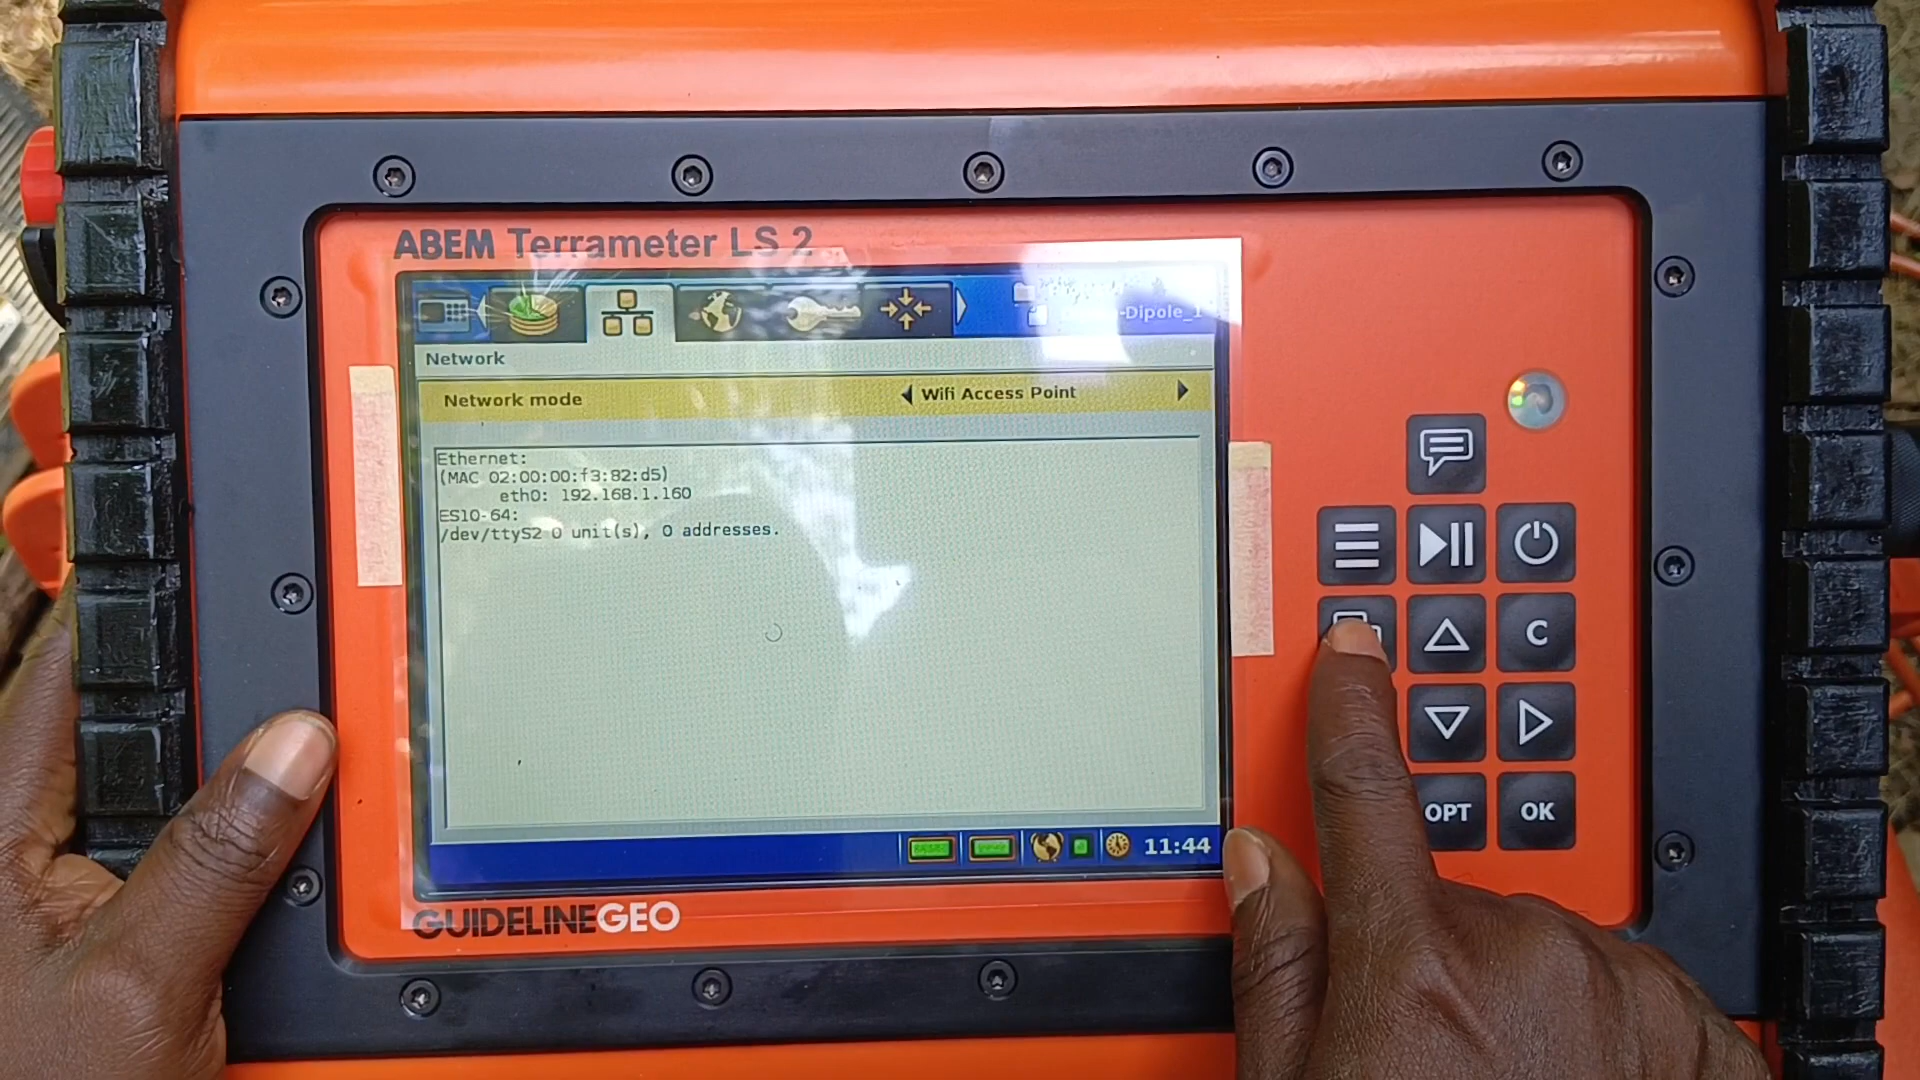 ABEM Terrameter LS 2
-Dipole_1
Network
Network mode
Wifi Access Point
Ethernet:
(MAC 02:00:00:f3:82:d5)
eth0: 192.168.1.160
ES10-64:
/dev/ttyS2 0 unit(s), 0 addresses.
11:44
GUIDELINEGEO
C
OPT
OK